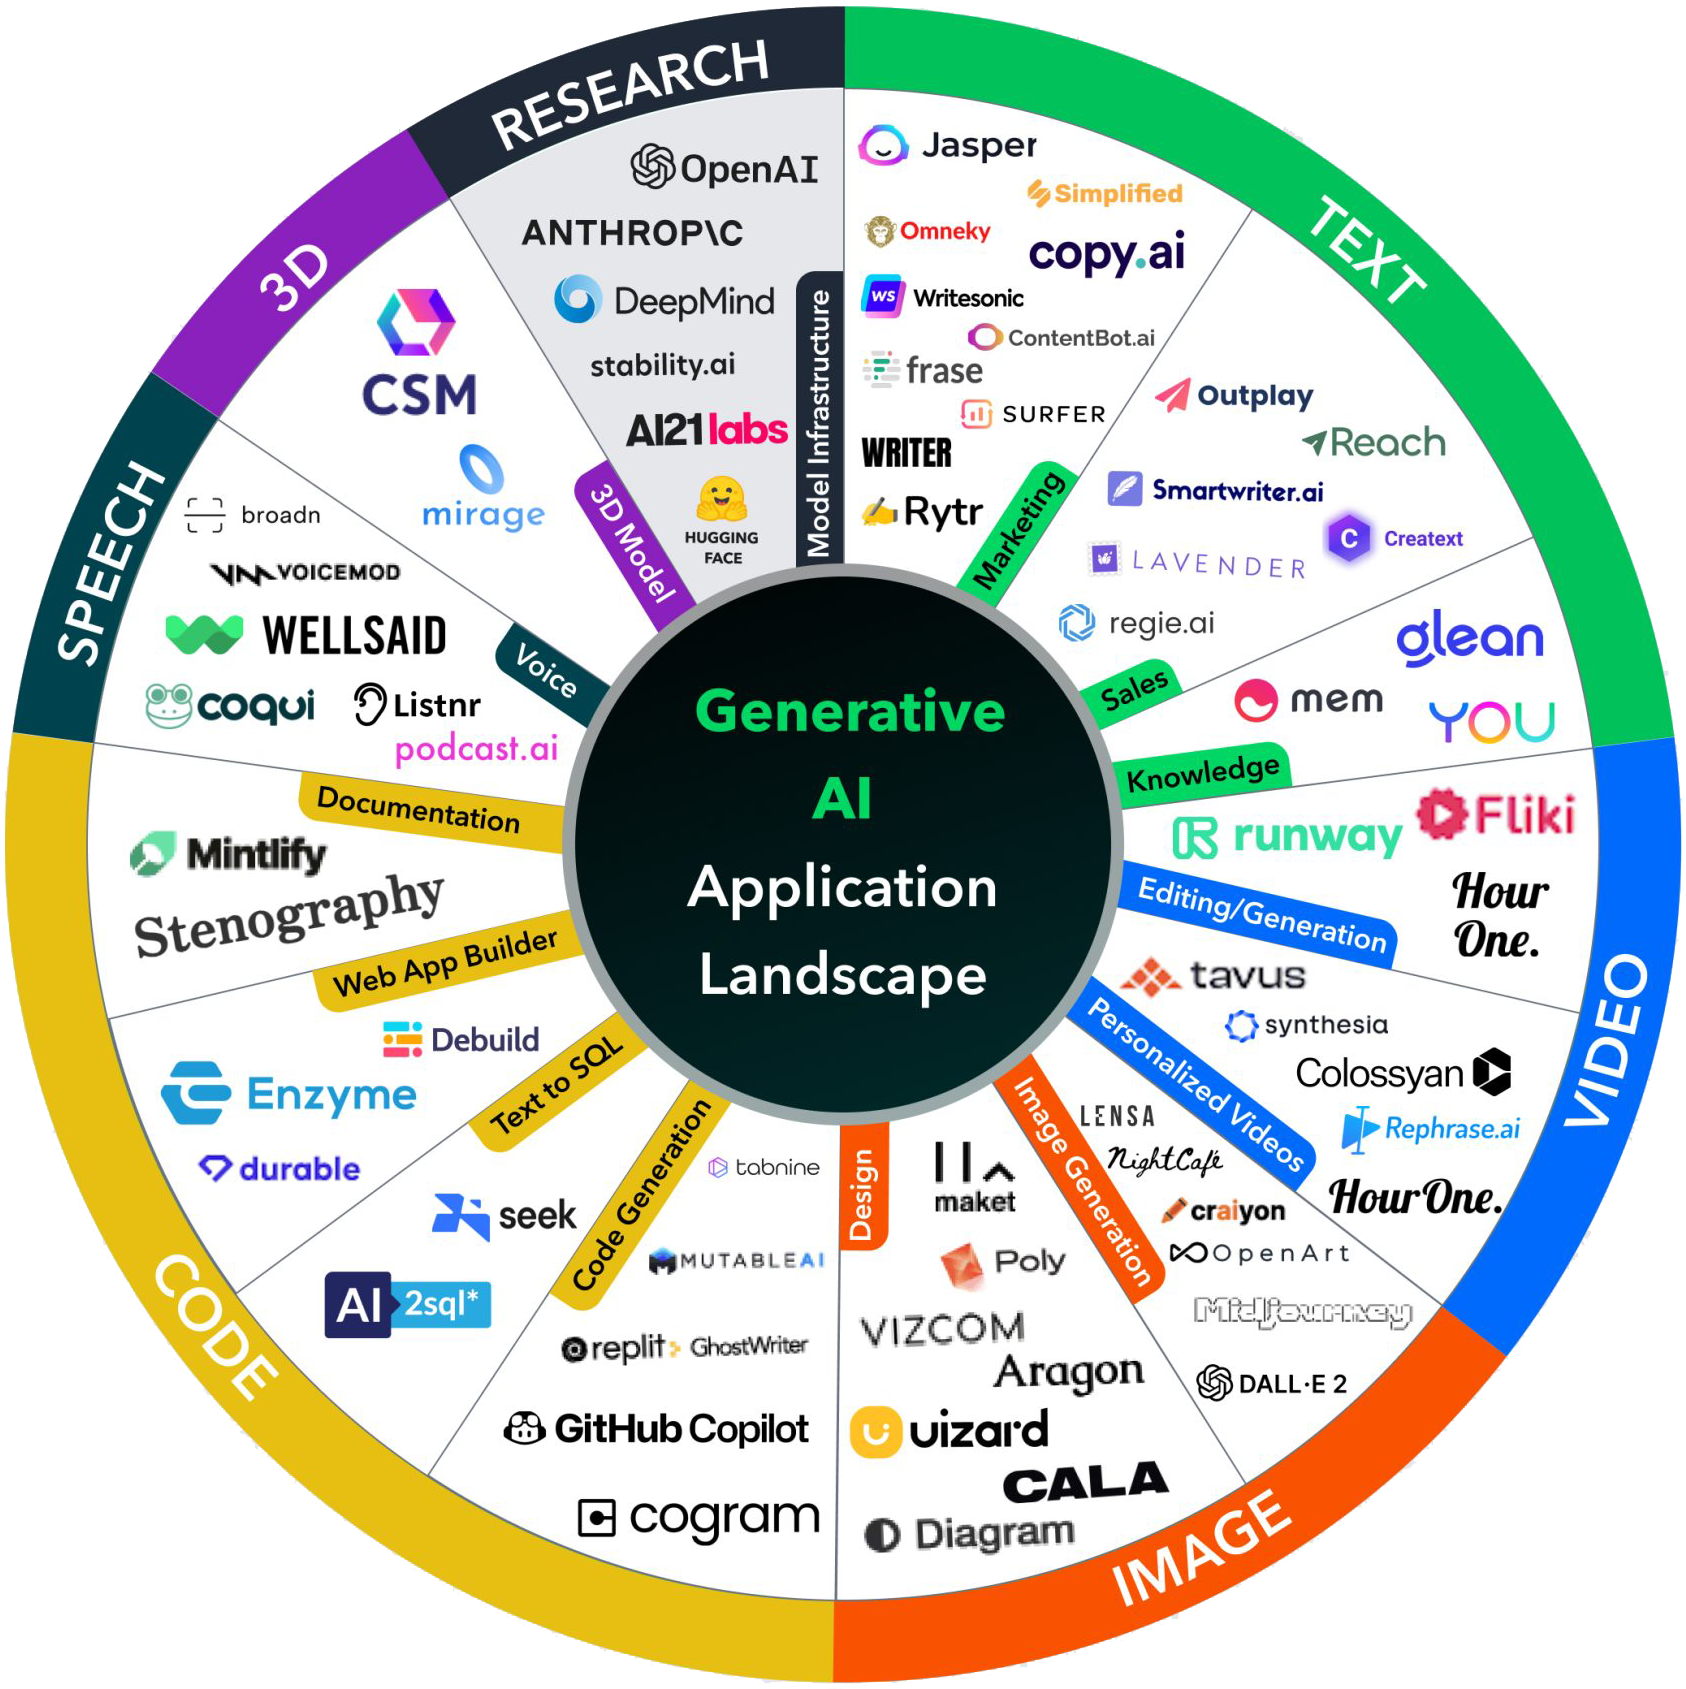 Generative
AI
Application
Landscape
RESEARCH
OpenAI
ANTHROP\C
DeepMind
stability.ai
AI21labs
HUGGING
FACE
Model Infrastructure
TEXT
Jasper
Simplified
Omneky
copy.ai
WS Writesonic
ContentBot.ai
frase
SURFER
WRITER
Rytr
Marketing
Outplay
Reach
Smartwriter.ai
C Creatext
LAVENDER
regie.ai
Sales
glean
mem
YOU
Knowledge
VIDEO
runway
Fliki
Hour
One.
Editing/Generation
tavus
synthesia
Colossyan
Rephrase.ai
HourOne.
Personalized Videos
IMAGE
LENSA
NightCafé
craiyon
OpenArt
Midjourney
DALL·E 2
Image Generation
maket
Poly
VIZCOM
Aragon
uizard
CALA
Diagram
Design
CODE
tabnine
MUTABLEAI
replit GhostWriter
GitHub Copilot
cogram
Code Generation
seek
AI 2sql*
Text to SQL
Debuild
Enzyme
durable
Web App Builder
Mintlify
Stenography
Documentation
SPEECH
broadn
VOICEMOD
WELLSAID
coqui
Listnr
podcast.ai
Voice
3D
CSM
mirage
3D Model